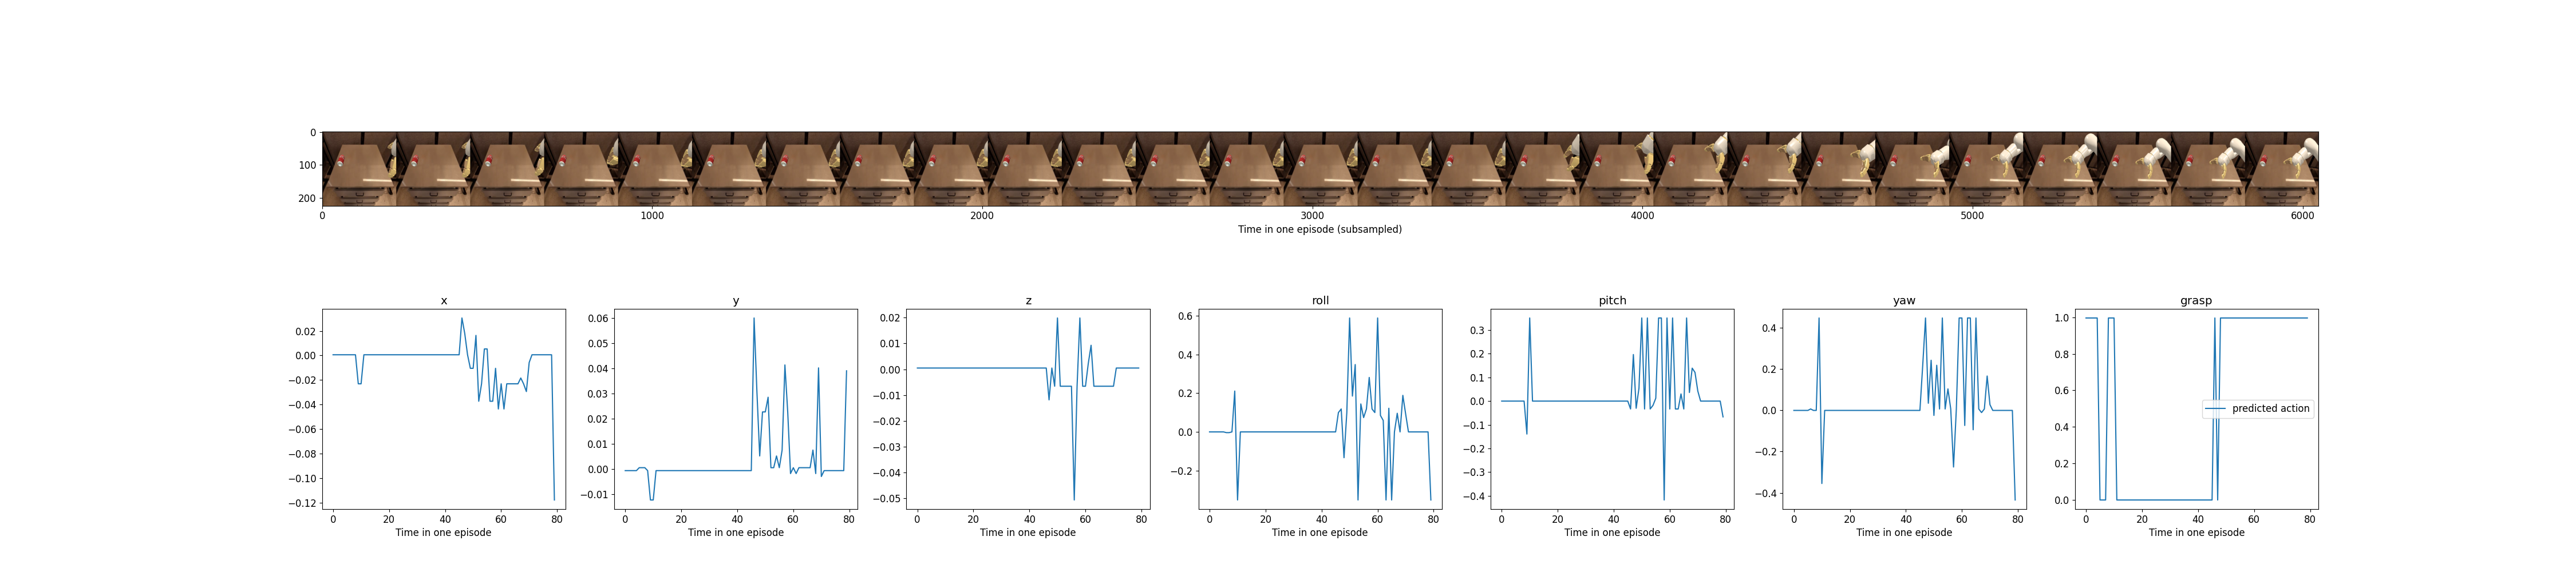 0
100
200
0 1000 2000 3000 4000 5000 6000
Time in one episode (subsampled)
x
0.02
0.00
−0.02
−0.04
−0.06
−0.08
−0.10
−0.12
0 20 40 60 80
Time in one episode
y
0.06
0.05
0.04
0.03
0.02
0.01
0.00
−0.01
0 20 40 60 80
Time in one episode
z
0.02
0.01
0.00
−0.01
−0.02
−0.03
−0.04
−0.05
0 20 40 60 80
Time in one episode
roll
0.6
0.4
0.2
0.0
−0.2
0 20 40 60 80
Time in one episode
pitch
0.3
0.2
0.1
0.0
−0.1
−0.2
−0.3
−0.4
0 20 40 60 80
Time in one episode
yaw
0.4
0.2
0.0
−0.2
−0.4
0 20 40 60 80
Time in one episode
grasp
1.0
0.8
0.6
0.4
0.2
0.0
predicted action
0 20 40 60 80
Time in one episode